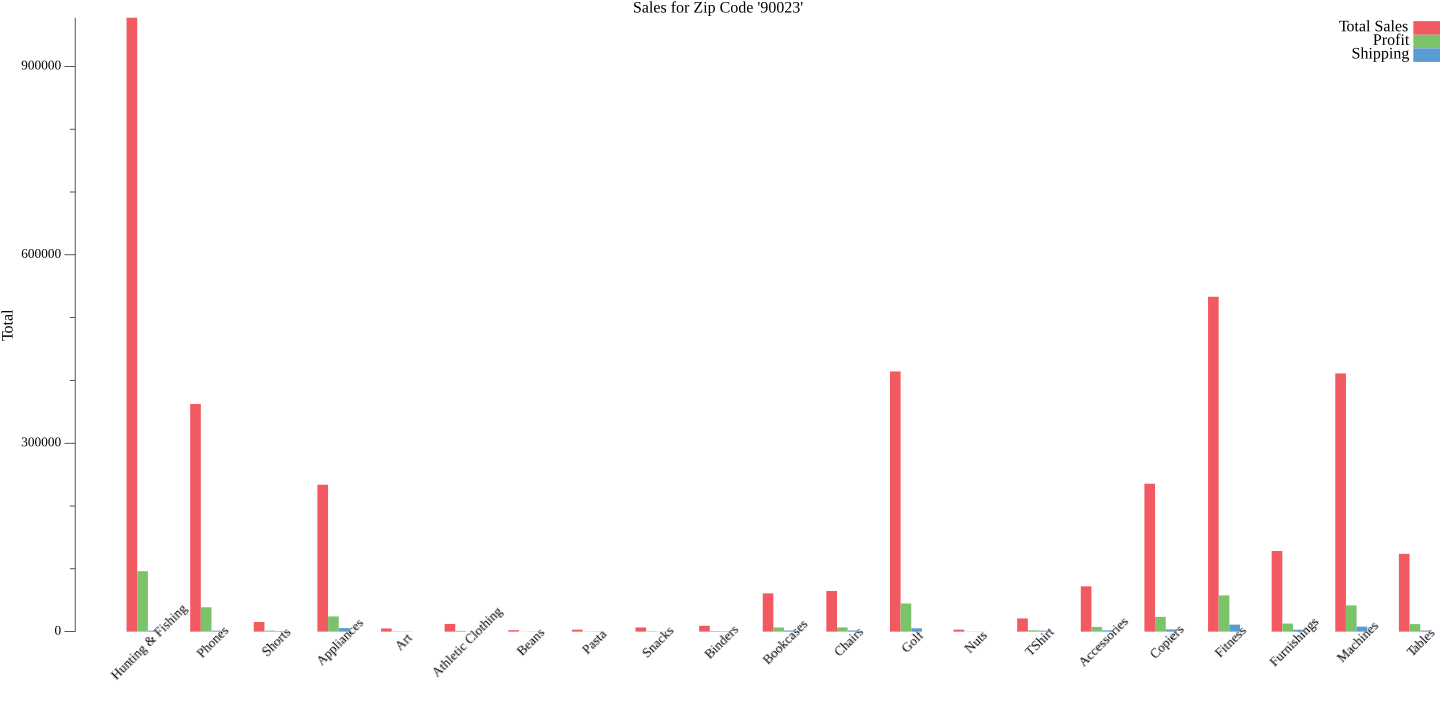 Sales for Zip Code '90023'
Total Sales
Profit
Shipping
900000
600000
300000
0
Total
Hunting & Fishing
Phones
Shorts
Appliances
Art
Athletic Clothing
Beans
Pasta
Snacks
Binders
Bookcases
Chairs
Golf
Nuts
TShirt
Accessories
Copiers
Fitness
Furnishings
Machines
Tables